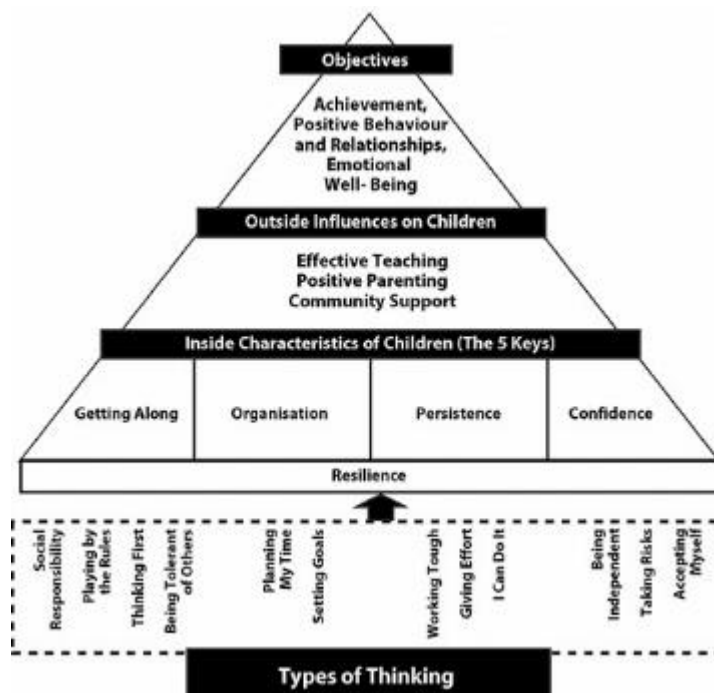 Objectives
Achievement,
Positive Behaviour
and Relationships,
Emotional
Well- Being
Outside Influences on Children
Effective Teaching
Positive Parenting
Community Support
Inside Characteristics of Children (The 5 Keys)
Getting Along
Organisation
Persistence
Confidence
Resilience
Social
Responsibility
Playing by
the Rules
Thinking First
Being Tolerant
of Others
Planning
My Time
Setting Goals
Working Tough
Giving Effort
I Can Do It
Being
Independent
Taking Risks
Accepting
Myself
Types of Thinking